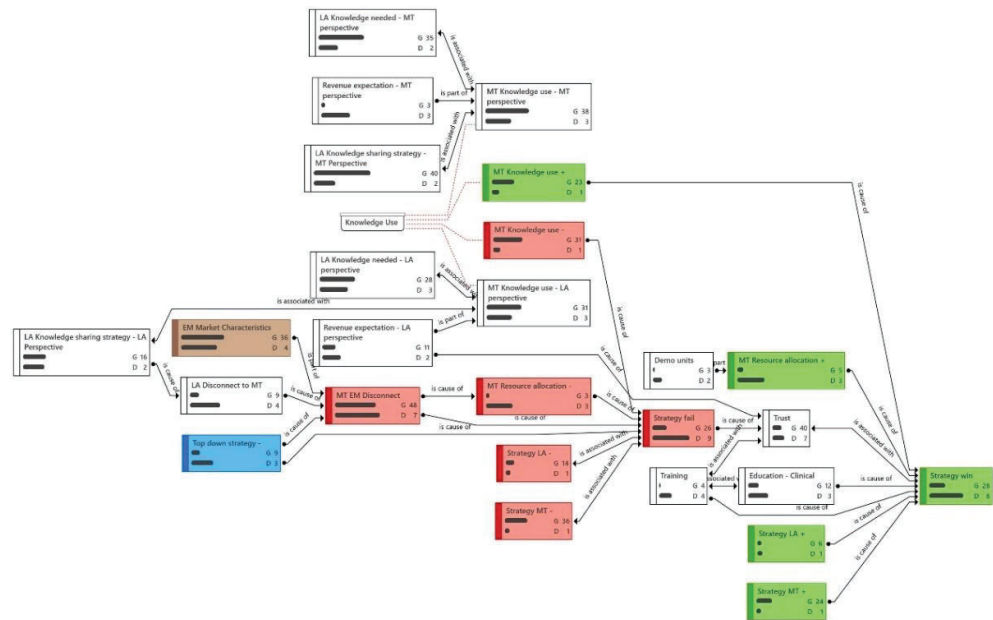 LA Knowledge needed - MT
perspective
G 35
D 2
is associated with
Revenue expectation - MT
perspective
G 3
D 3
is part of
MT Knowledge use - MT
perspective
G 38
D 3
is associated with
LA Knowledge sharing strategy -
MT Perspective
G 40
D 2
MT Knowledge use +
G 23
D 1
is cause of
Knowledge Use
MT Knowledge use -
G 31
D 1
is cause of
LA Knowledge needed - LA
perspective
G 28
D 3
is associated with
MT Knowledge use - LA
perspective
G 31
D 3
is associated with
is part of
LA Knowledge sharing strategy - LA
Perspective
G 16
D 2
is cause of
EM Market Characteristics
G 36
D 4
is part of
Revenue expectation - LA
perspective
G 11
D 2
is cause of
LA Disconnect to MT
G 9
D 4
is cause of
MT EM Disconnect
G 48
D 7
is cause of
MT Resource allocation -
G 3
D 3
is cause of
is cause of
Demo units
G 3
D 2
part
MT Resource allocation +
G 5
D 3
is cause of
Top down strategy -
G 9
D 3
is cause of
Strategy fail
G 26
D 9
is cause of
Trust
G 40
D 7
is associated with
is associated with
Strategy LA -
G 14
D 1
is associated with
is associated with
Strategy MT -
G 36
D 1
Training
G 4
D 4
Education - Clinical
G 12
D 3
is cause of
is cause of
Strategy win
G 28
D 8
Strategy LA +
G 6
D 1
is cause of
Strategy MT +
G 24
D 1
is cause of